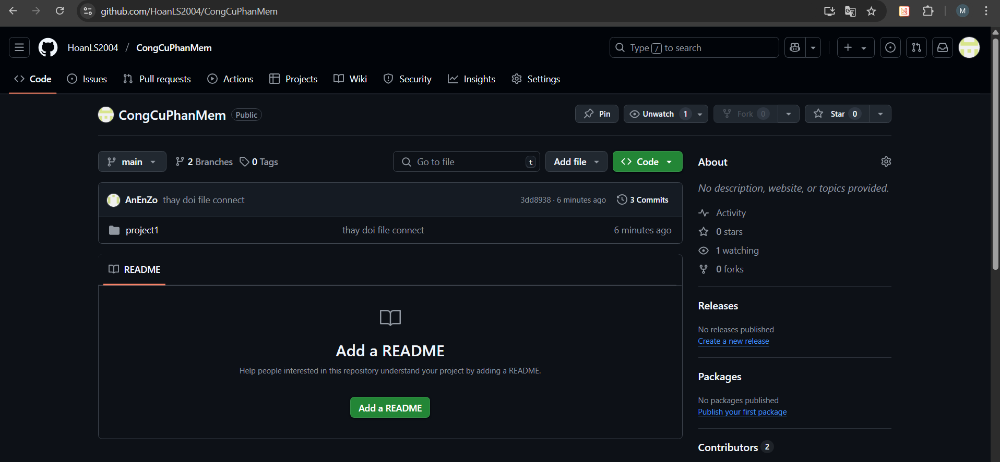 github.com/HoanLS2004/CongCuPhanMem
M
HoanLS2004 / CongCuPhanMem
Type / to search
Code Issues Pull requests Actions Projects Wiki Security Insights Settings
CongCuPhanMem Public
Pin Unwatch 1 Fork 0 Star 0
main 2 Branches 0 Tags
Go to file t Add file Code
AnEnZo thay doi file connect 3dd8938 · 6 minutes ago 3 Commits
project1 thay doi file connect 6 minutes ago
README
Add a README
Help people interested in this repository understand your project by adding a README.
Add a README
About
No description, website, or topics provided.
Activity
0 stars
1 watching
0 forks
Releases
No releases published
Create a new release
Packages
No packages published
Publish your first package
Contributors 2